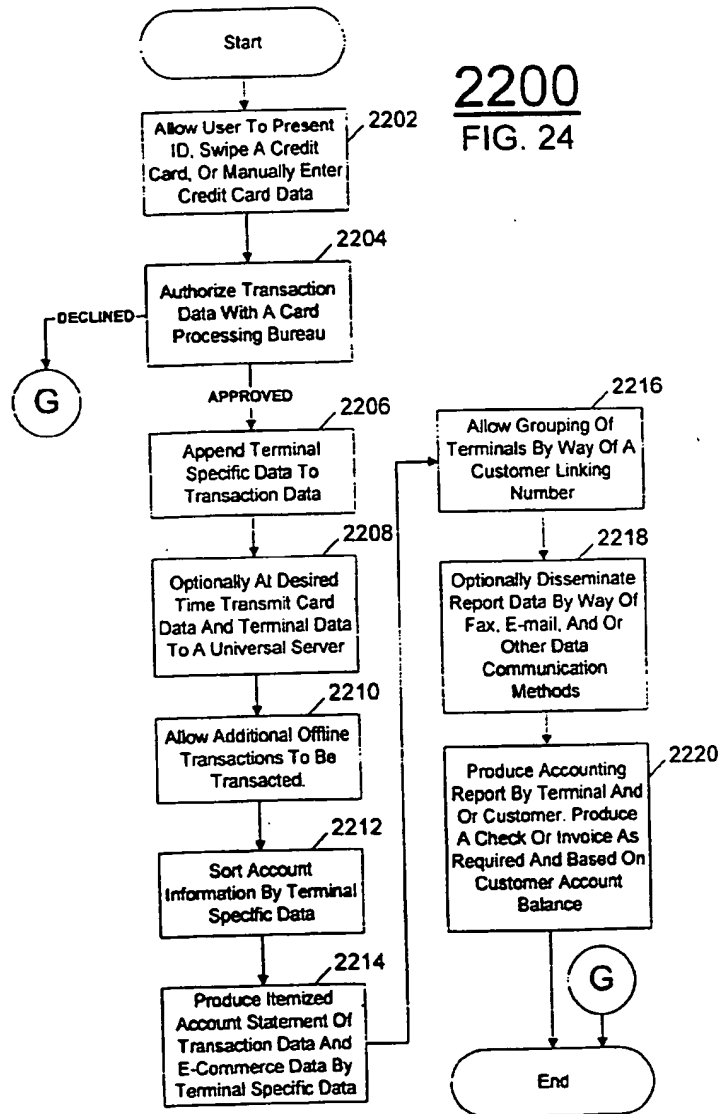 Start
2200
FIG. 24
2202
Allow User To Present
ID, Swipe A Credit
Card, Or Manually Enter
Credit Card Data
2204
Authorize Transaction
Data With A Card
Processing Bureau
DECLINED
G
APPROVED
2206
Append Terminal
Specific Data To
Transaction Data
2208
Optionally At Desired
Time Transmit Card
Data And Terminal Data
To A Universal Server
2210
Allow Additional Offline
Transactions To Be
Transacted.
2212
Sort Account
Information By Terminal
Specific Data
2214
Produce Itemized
Account Statement Of
Transaction Data And
E-Commerce Data By
Terminal Specific Data
2216
Allow Grouping Of
Terminals By Way Of A
Customer Linking
Number
2218
Optionally Disseminate
Report Data By Way Of
Fax, E-mail, And Or
Other Data
Communication
Methods
2220
Produce Accounting
Report By Terminal And
Or Customer. Produce
A Check Or Invoice As
Required And Based On
Customer Account
Balance
G
End